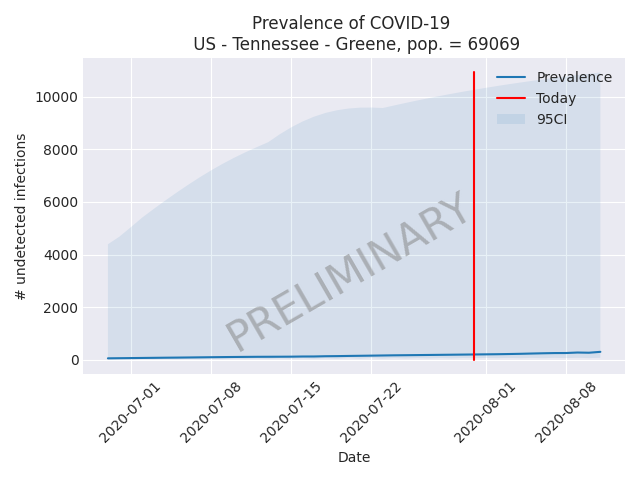 Prevalence of COVID-19
US - Tennessee - Greene, pop. = 69069
Prevalence
Today
95CI
10000
8000
6000
4000
2000
0
# undetected infections
PRELIMINARY
2020-07-01
2020-07-08
2020-07-15
2020-07-22
2020-08-01
2020-08-08
Date